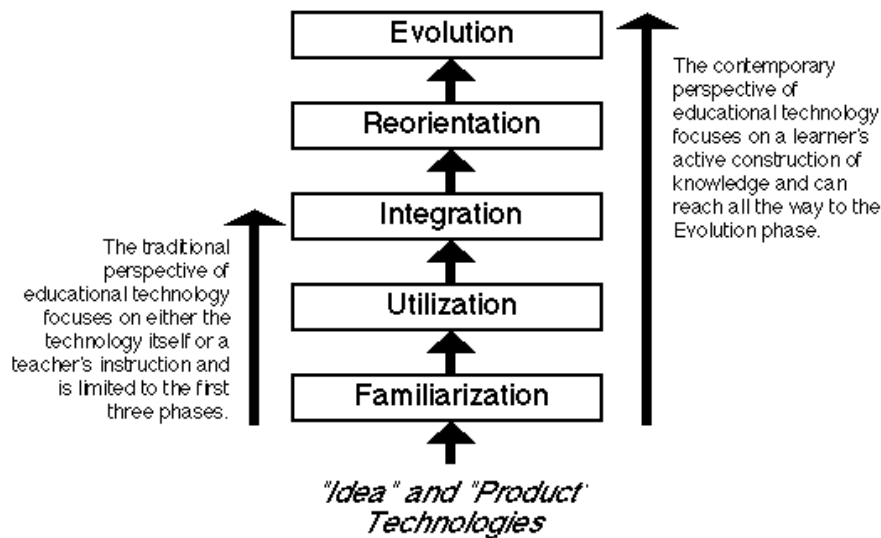 Evolution
Reorientation
Integration
Utilization
Familiarization
"Idea" and "Product'
Technologies
The traditional
perspective of
educational technology
focuses on either the
technology itself or a
teacher's instruction and
is limited to the first
three phases.
The contemporary
perspective of
educational technology
focuses on a learner's
active construction of
knowledge and can
reach all the way to the
Evolution phase.